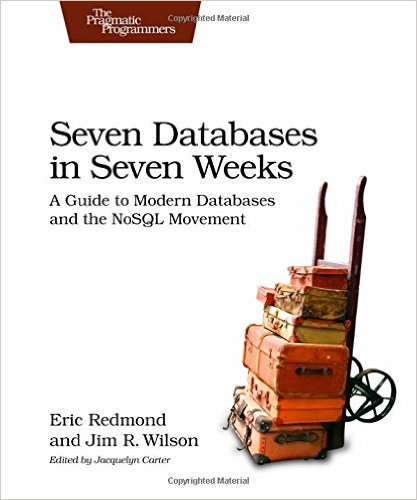 The
Pragmatic
Programmers
Seven Databases
in Seven Weeks
A Guide to Modern Databases
and the NoSQL Movement
Eric Redmond
and Jim R. Wilson
Edited by Jacquelyn Carter
Copyrighted Material
Copyrighted Material